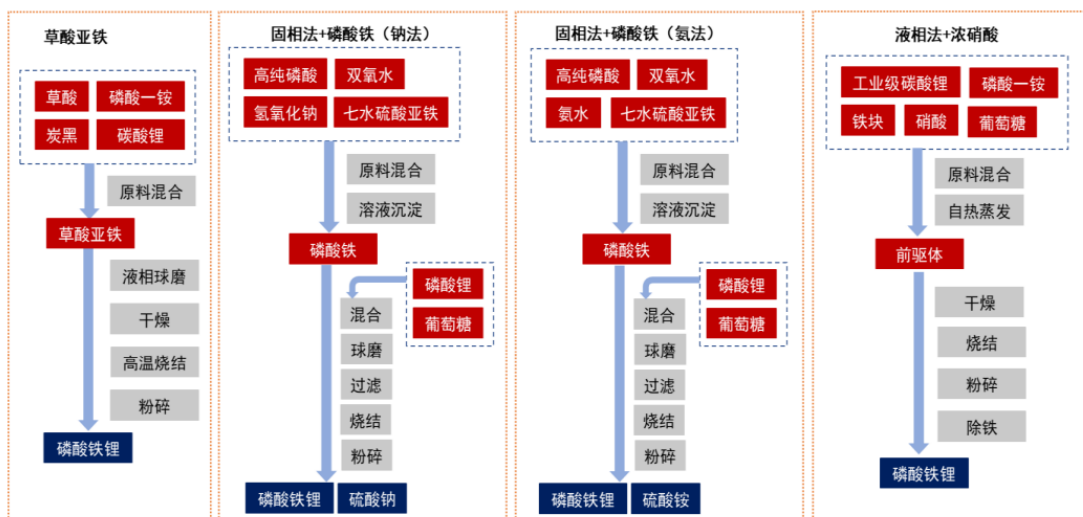 草酸亚铁
草酸
磷酸一铵
炭黑
碳酸锂
原料混合
草酸亚铁
液相球磨
干燥
高温烧结
粉碎
磷酸铁锂
固相法+磷酸铁（钠法）
高纯磷酸
双氧水
氢氧化钠
七水硫酸亚铁
原料混合
溶液沉淀
磷酸铁
磷酸锂
葡萄糖
混合
球磨
过滤
烧结
粉碎
磷酸铁锂
硫酸钠
固相法+磷酸铁（氨法）
高纯磷酸
双氧水
氨水
七水硫酸亚铁
原料混合
溶液沉淀
磷酸铁
磷酸锂
葡萄糖
混合
球磨
过滤
烧结
粉碎
磷酸铁锂
硫酸铵
液相法+浓硝酸
工业级碳酸锂
磷酸一铵
铁块
硝酸
葡萄糖
原料混合
自热蒸发
前驱体
干燥
烧结
粉碎
除铁
磷酸铁锂